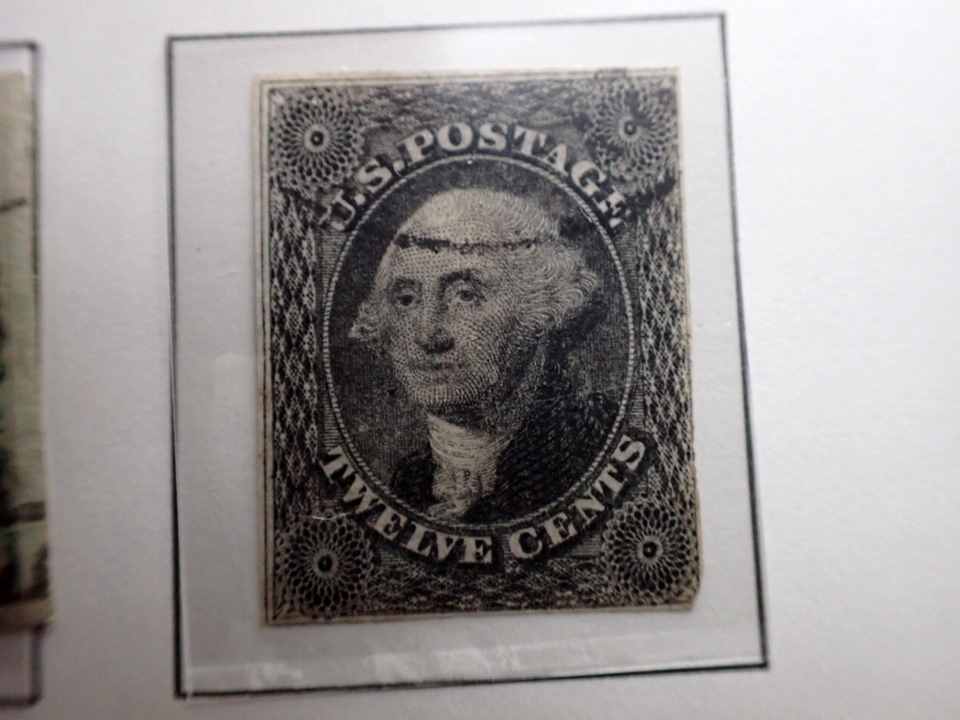 U.S. POSTAGE
TWELVE CENTS